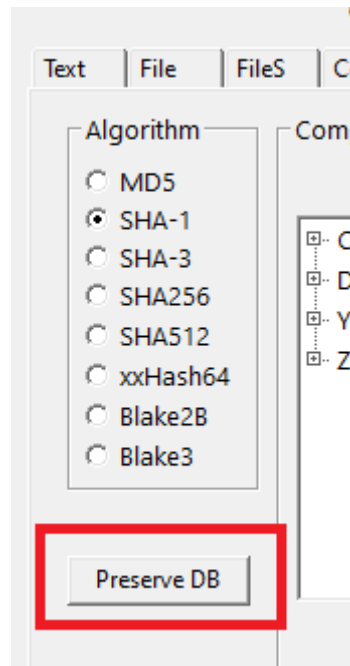 Text File FileS C
Algorithm Com
MD5
SHA-1
SHA-3
SHA256
SHA512
xxHash64
Blake2B
Blake3
C
D
Y
Z
Preserve DB